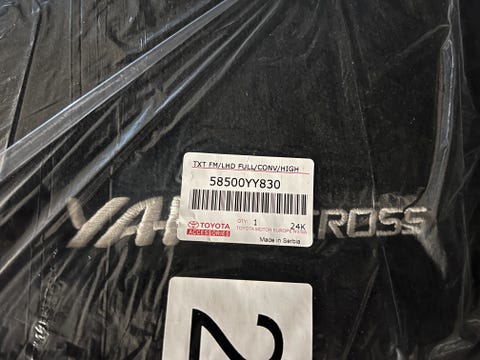 TXT FM/LHD FULL/CONV/HIGH
58500YY830
QTY: 1 24K
TOYOTA
ACCESSORIES
TOYOTA MOTOR EUROPE NV/SA
Made in Serbia
YA CROSS
2